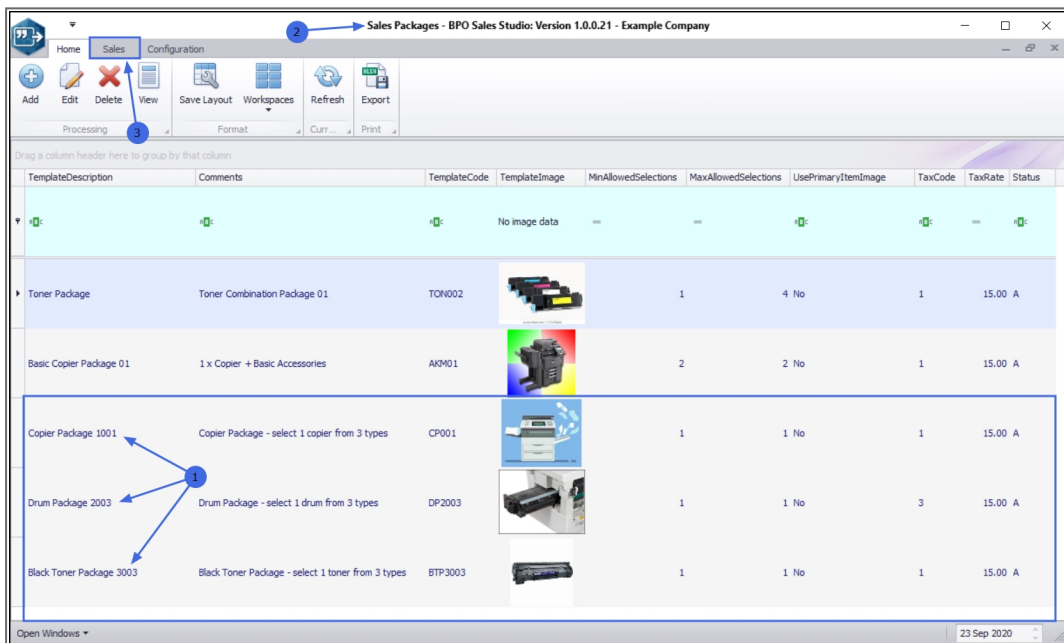 2
Sales Packages - BPO Sales Studio: Version 1.0.0.21 - Example Company
Home Sales Configuration
Add Edit Delete View Save Layout Workspaces Refresh Export
3
Processing Format Curr... Print
Drag a column header here to group by that column
TemplateDescription Comments TemplateCode TemplateImage MinAllowedSelections MaxAllowedSelections UsePrimaryItemImage TaxCode TaxRate Status
No image data
Toner Package Toner Combination Package 01 TON002 1 4 No 1 15.00 A
Basic Copier Package 01 1 x Copier + Basic Accessories AKM01 2 2 No 1 15.00 A
Copier Package 1001 Copier Package - select 1 copier from 3 types CP001 1 1 No 1 15.00 A
1
Drum Package 2003 Drum Package - select 1 drum from 3 types DP2003 1 1 No 3 15.00 A
Black Toner Package 3003 Black Toner Package - select 1 toner from 3 types BTP3003 1 1 No 1 15.00 A
Open Windows 23 Sep 2020